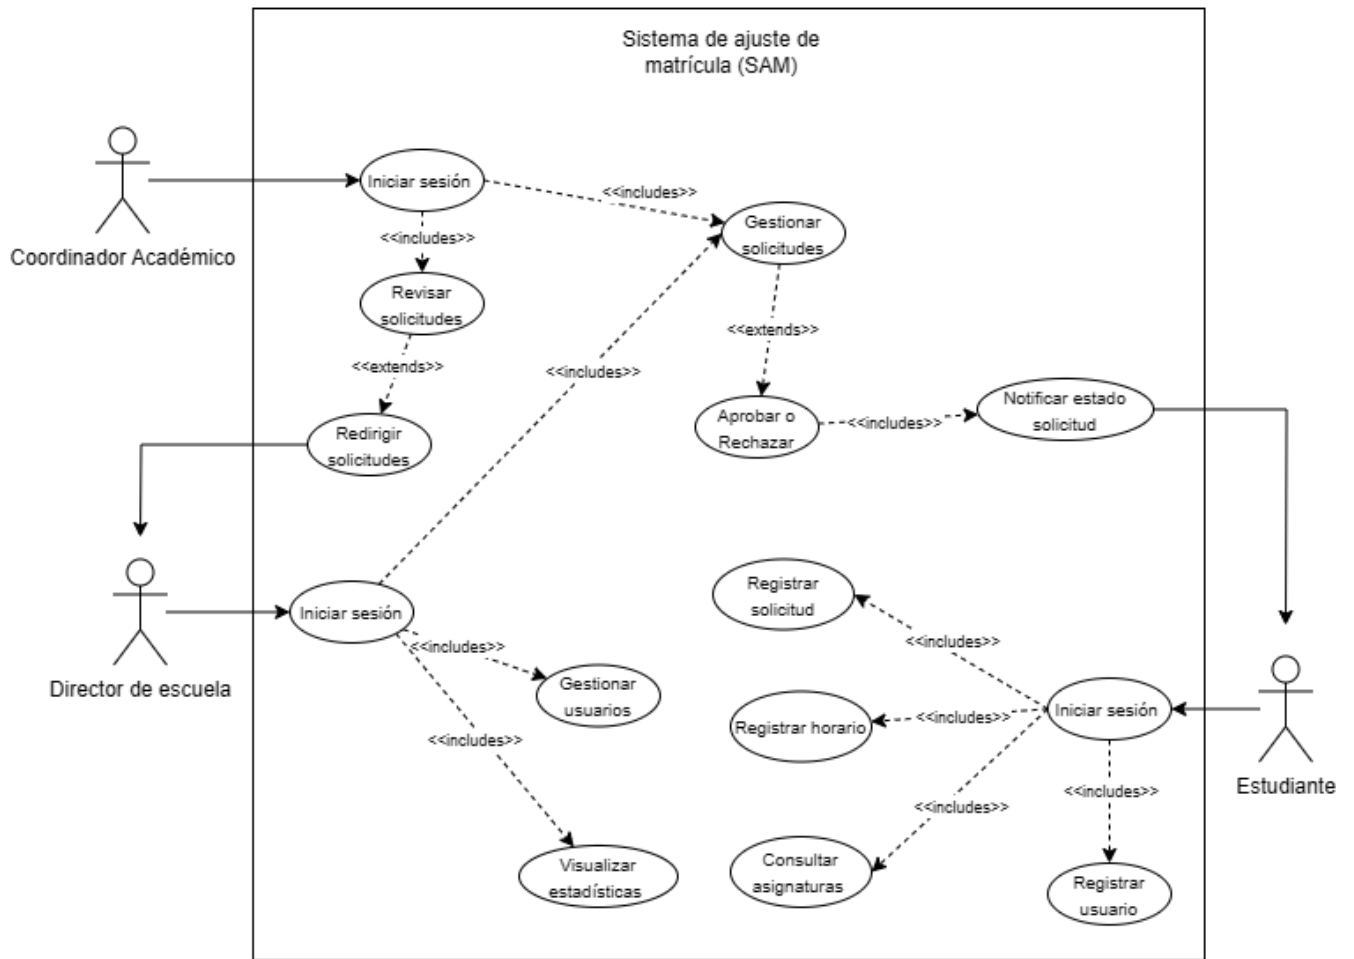 Sistema de ajuste de
matrícula (SAM)
Iniciar sesión
<<includes>>
Gestionar
solicitudes
Coordinador Académico
<<includes>>
Revisar
solicitudes
<<extends>>
<<extends>>
<<includes>>
Redirigir
solicitudes
Aprobar o
Rechazar
<<includes>>
Notificar estado
solicitud
Iniciar sesión
Director de escuela
<<includes>>
Gestionar
usuarios
<<includes>>
Visualizar
estadísticas
Registrar
solicitud
<<includes>>
Registrar horario
<<includes>>
Iniciar sesión
Estudiante
<<includes>>
<<includes>>
Consultar
asignaturas
Registrar
usuario